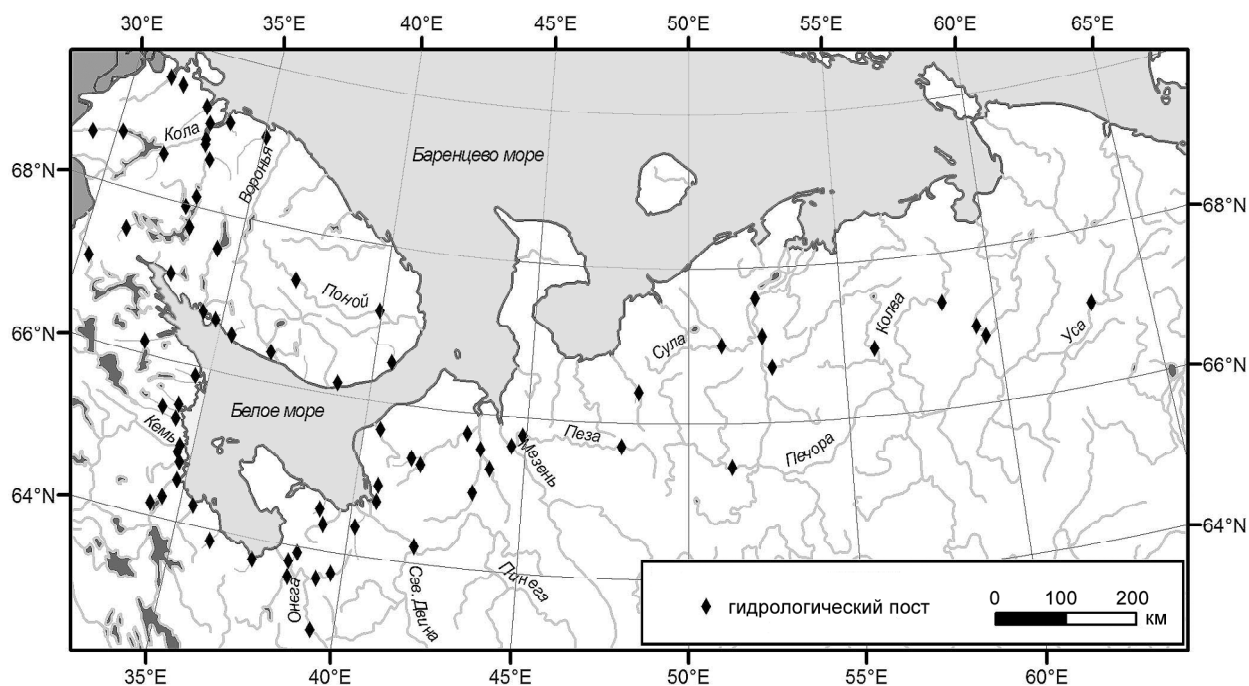 30°E 35°E 40°E 45°E 50°E 55°E 60°E 65°E
Кола
Воронья
Баренцево море
68°N
68°N
Поной
Колва
Сула
Уса
66°N
66°N
Белое море
Кемь
Пеза
Мезень
Печора
64°N
64°N
Онега
Сев. Двина
Пинега
гидрологический пост
0 100 200
км
35°E 40°E 45°E 50°E 55°E 60°E